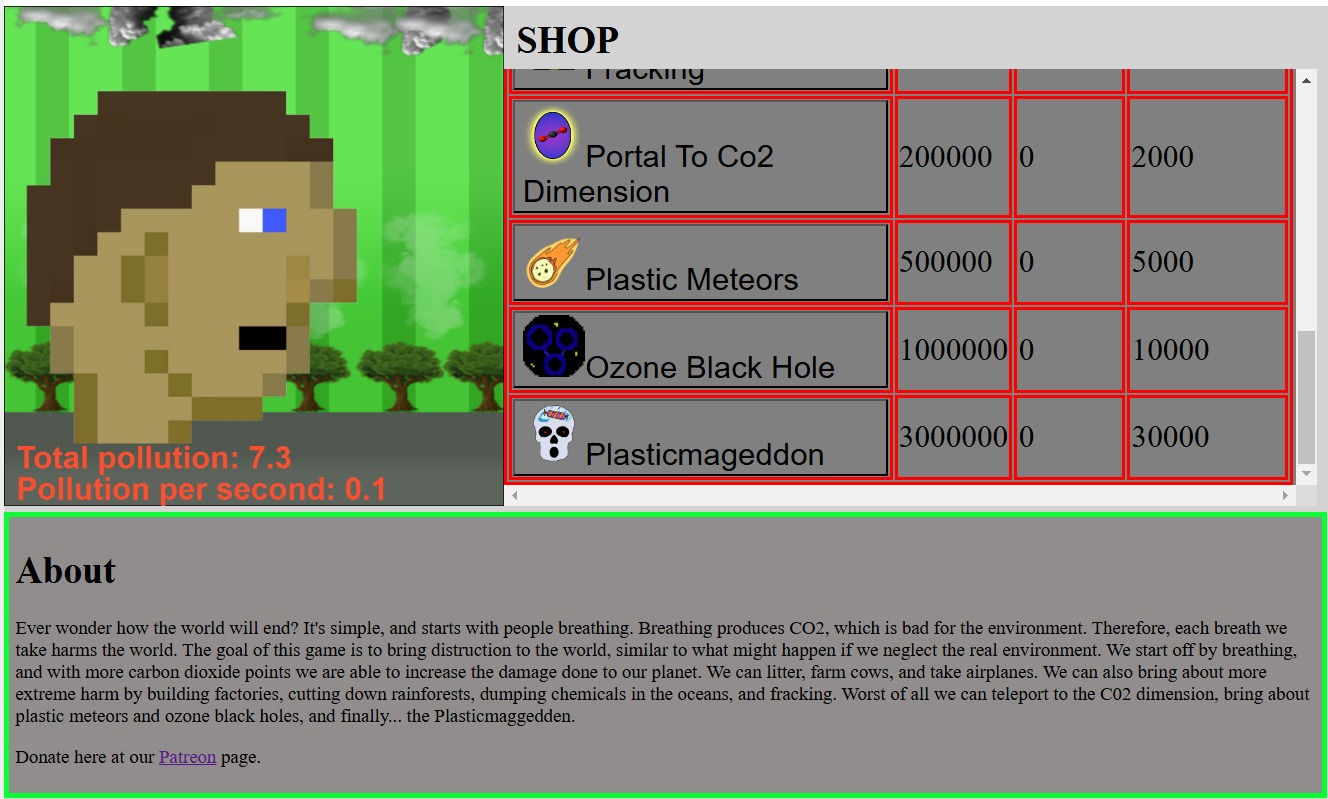 SHOP
Fracking
Portal To Co2 Dimension 200000 0 2000
Plastic Meteors 500000 0 5000
Ozone Black Hole 1000000 0 10000
Plasticmageddon 3000000 0 30000
Total pollution: 7.3
Pollution per second: 0.1
About
Ever wonder how the world will end? It's simple, and starts with people breathing. Breathing produces CO2, which is bad for the environment. Therefore, each breath we
take harms the world. The goal of this game is to bring distruction to the world, similar to what might happen if we neglect the real environment. We start off by breathing,
and with more carbon dioxide points we are able to increase the damage done to our planet. We can litter, farm cows, and take airplanes. We can also bring about more
extreme harm by building factories, cutting down rainforests, dumping chemicals in the oceans, and fracking. Worst of all we can teleport to the C02 dimension, bring about
plastic meteors and ozone black holes, and finally... the Plasticmaggedden.
Donate here at our Patreon page.